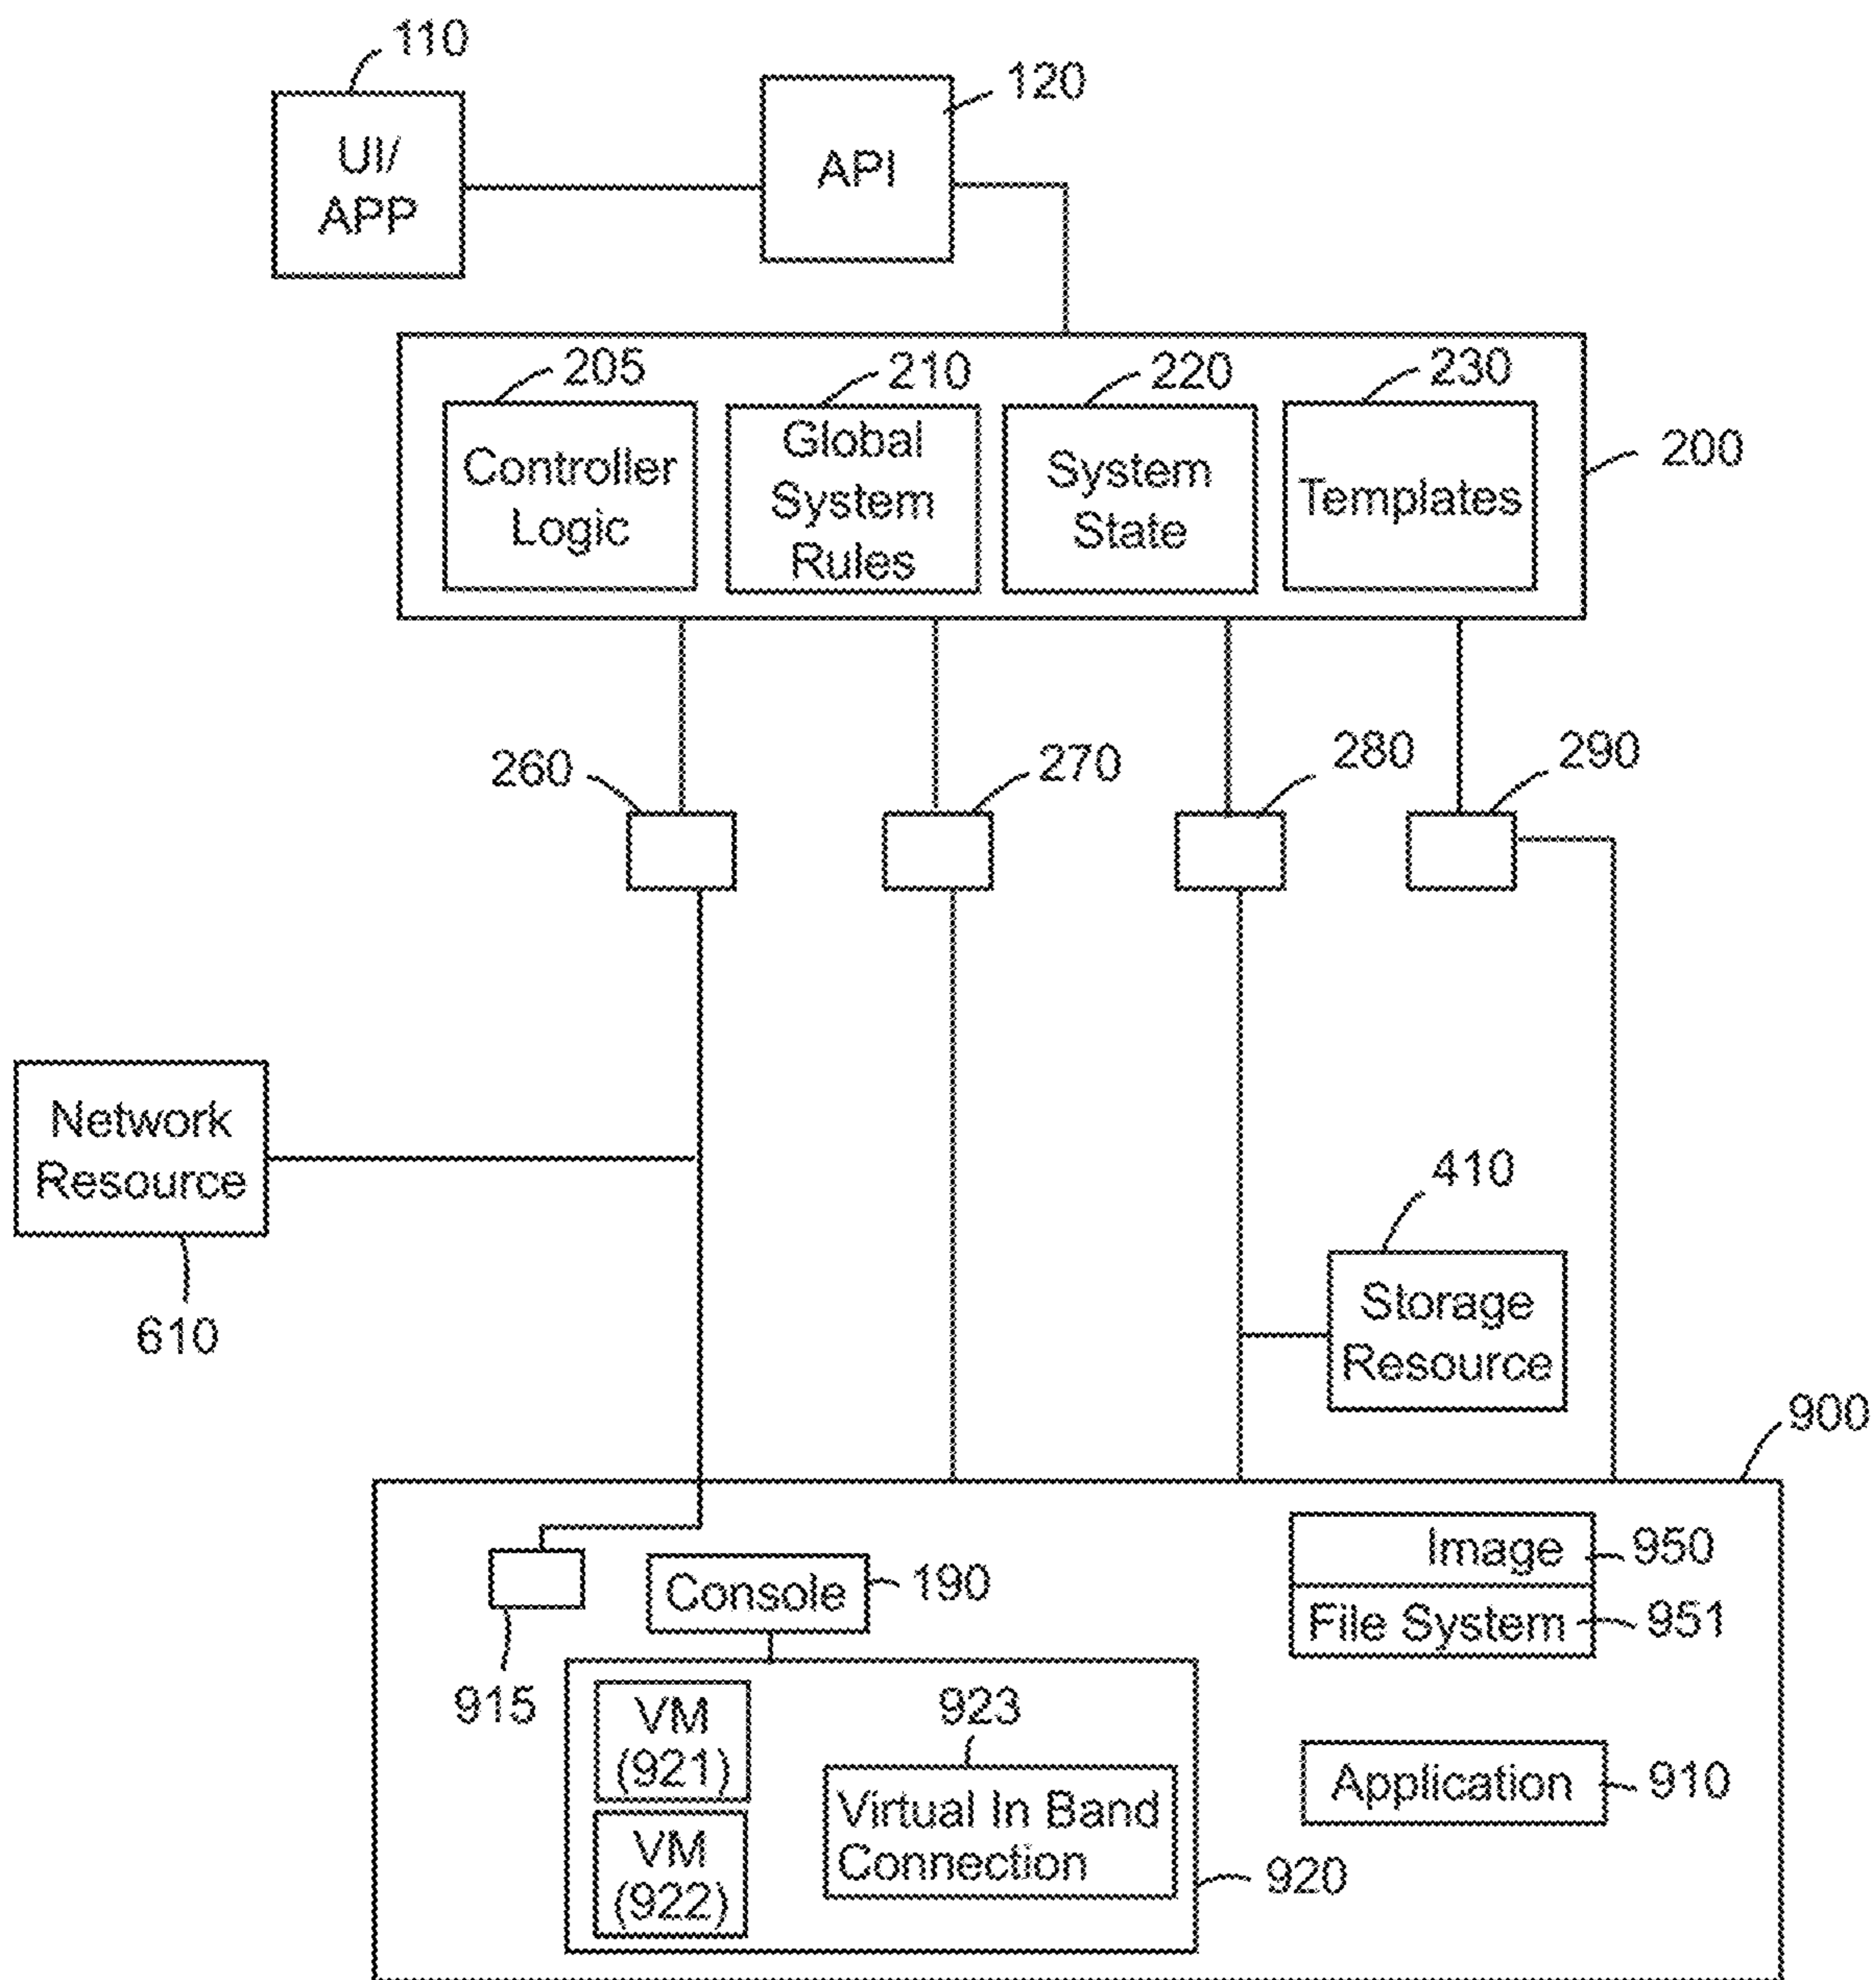 110
UI/
APP
120
API
205
210
220
230
Controller
Logic
Global
System
Rules
System
State
Templates
200
260
270
280
290
Network
Resource
610
410
Storage
Resource
900
915
Console
190
Image
950
File System
951
VM
(921)
VM
(922)
923
Virtual In Band
Connection
920
Application
910